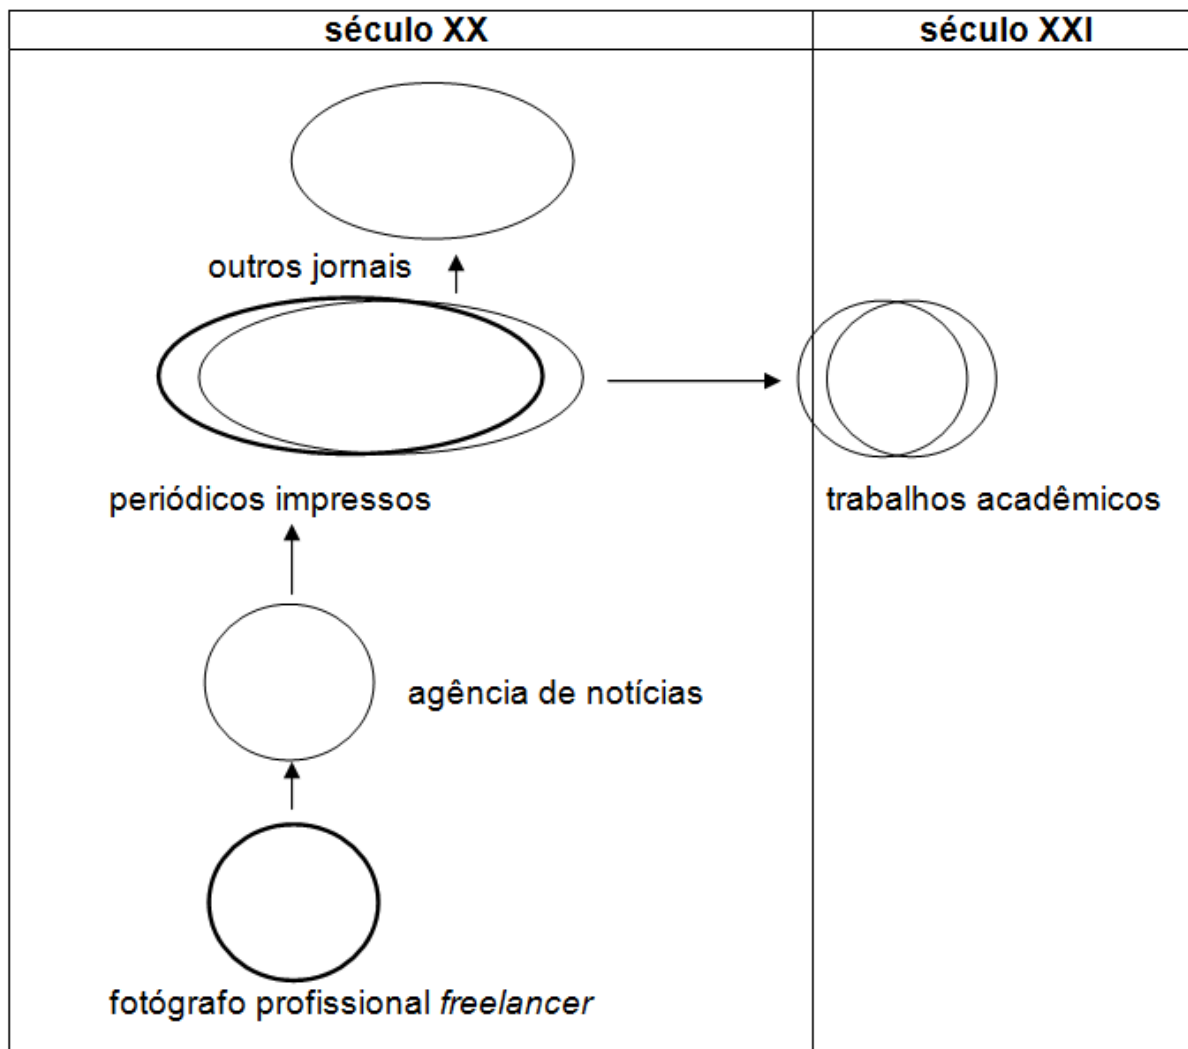 século XX
século XXI
outros jornais
periódicos impressos
trabalhos acadêmicos
agência de notícias
fotógrafo profissional freelancer